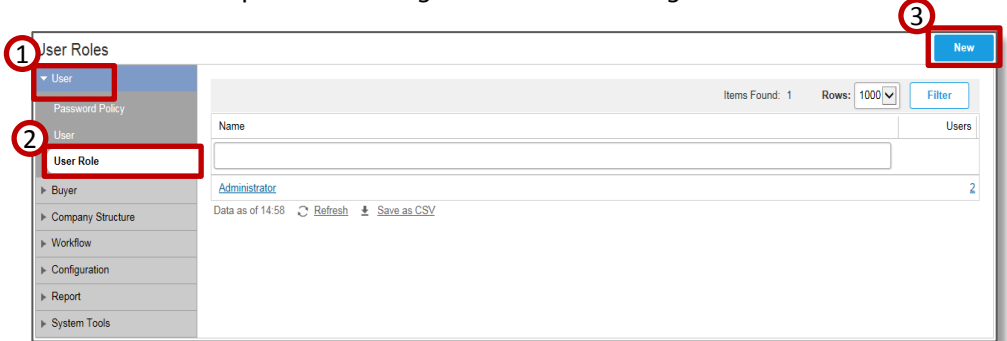 3
1
User Roles
New
User
Items Found: 1 Rows: 1000 Filter
Password Policy
Name Users
2
User
User Role
Administrator 2
Buyer
Data as of 14:58 Refresh Save as CSV
Company Structure
Workflow
Configuration
Report
System Tools